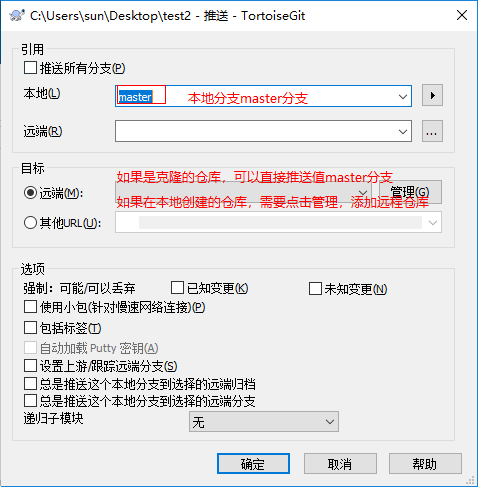 C:\Users\sun\Desktop\test2 - 推送 - TortoiseGit
引用
推送所有分支(P)
本地(L)
master
本地分支master分支
远端(R)
...
目标
如果是克隆的仓库，可以直接推送值master分支
远端(M):
管理(G)
如果在本地创建的仓库，需要点击管理，添加远程仓库
其他URL(U):
选项
强制：可能/可以丢弃
已知变更(K)
未知变更(N)
使用小包(针对慢速网络连接)(P)
包括标签(T)
自动加载 Putty 密钥(A)
设置上游/跟踪远端分支(S)
总是推送这个本地分支到选择的远端归档
总是推送这个本地分支到选择的远端分支
递归子模块
无
确定
取消
帮助